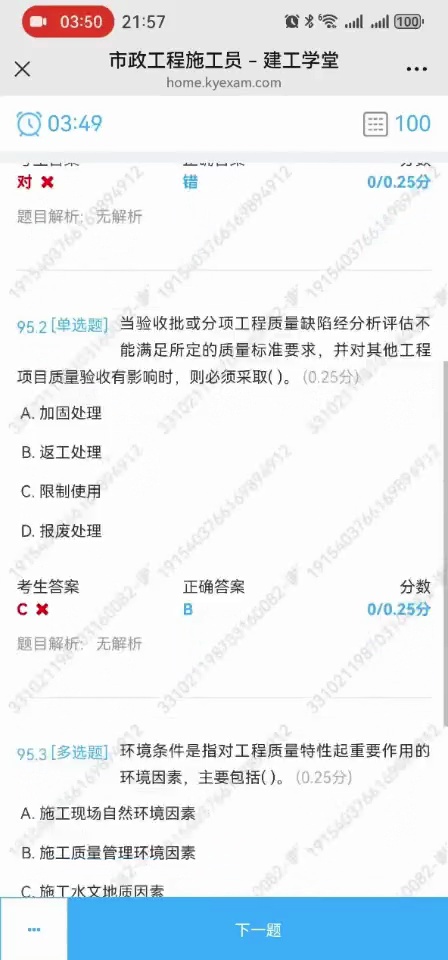 03:50 21:57 6 100
市政工程施工员 - 建工学堂
home.kyexam.com
03:49 100
对 错 0/0.25分
题目解析: 无解析
95.2 [单选题] 当验收批或分项工程质量缺陷经分析评估不
能满足所定的质量标准要求，并对其他工程
项目质量验收有影响时，则必须采取( )。 (0.25分)
A. 加固处理
B. 返工处理
C. 限制使用
D. 报废处理
考生答案 正确答案 分数
C B 0/0.25分
题目解析: 无解析
95.3 [多选题] 环境条件是指对工程质量特性起重要作用的
环境因素，主要包括( )。 (0.25分)
A. 施工现场自然环境因素
B. 施工质量管理环境因素
C. 施工水文地质因素
下一题